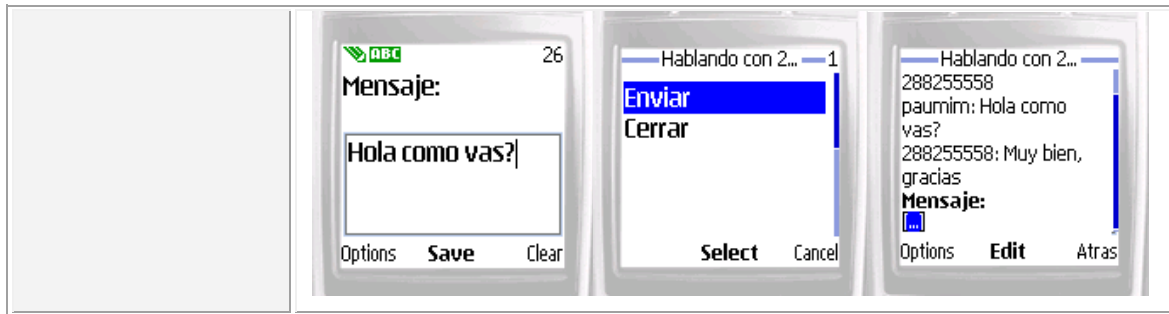 ABC 26
Mensaje:
Hola como vas?
Options Save Clear
Hablando con 2... 1
Enviar
Cerrar
Select Cancel
Hablando con 2...
288255558
paumim: Hola como
vas?
288255558: Muy bien,
gracias
Mensaje:
[...]
Options Edit Atras